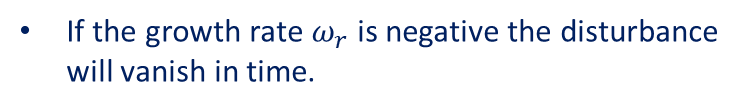 • If the growth rate 𝜔𝑟 is negative the disturbance
will vanish in time.